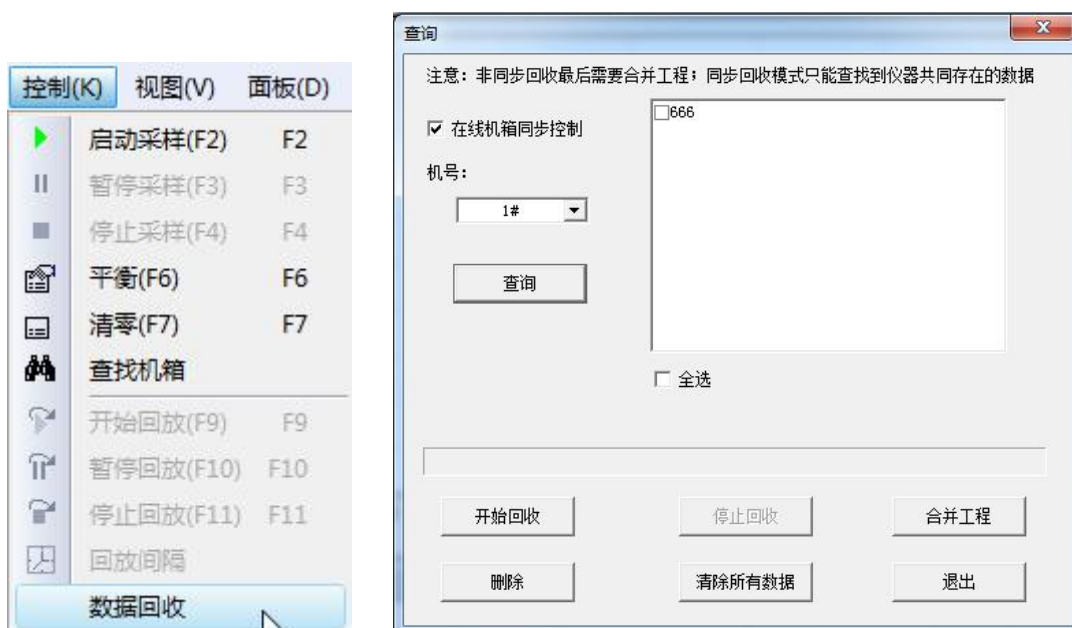 控制(K) 视图(V) 面板(D)
启动采样(F2) F2
暂停采样(F3) F3
停止采样(F4) F4
平衡(F6) F6
清零(F7) F7
查找机箱
开始回放(F9) F9
暂停回放(F10) F10
停止回放(F11) F11
回放间隔
数据回收
查询
注意：非同步回收最后需要合并工程；同步回收模式只能查找到仪器共同存在的数据
在线机箱同步控制
666
机号：
1#
查询
全选
开始回收 停止回收 合并工程
删除 清除所有数据 退出